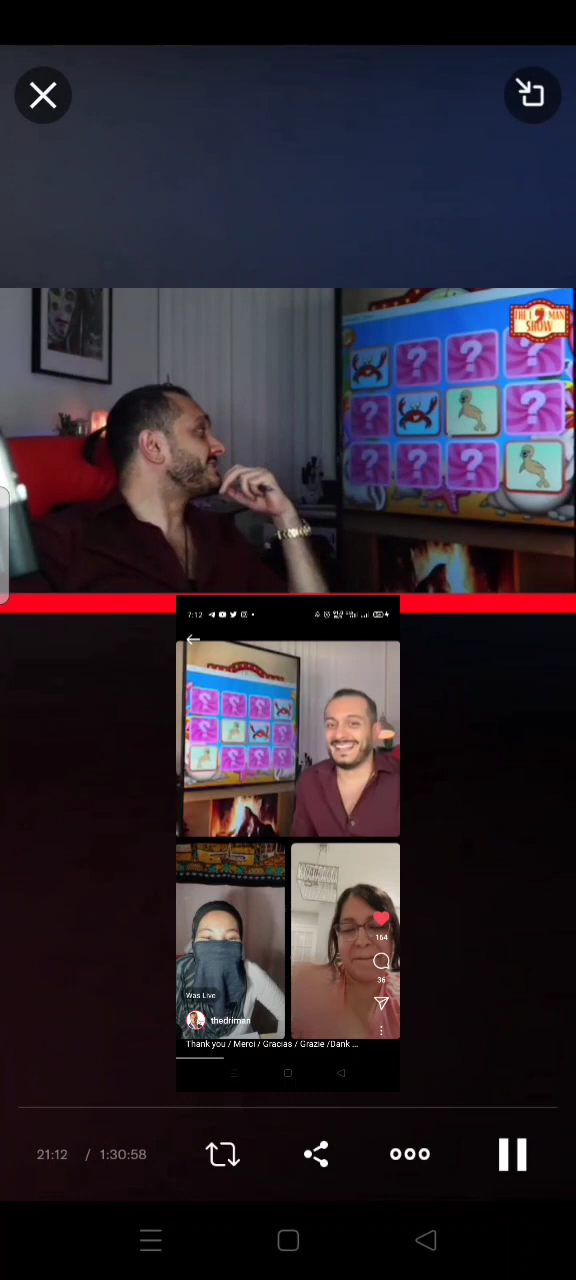 THE I MAN
SHOW
? ? ?
? 
? ? ?
7:12
164
36
Was Live
thedriman
Thank you / Merci / Gracias / Grazie /Dank ...
21:12 / 1:30:58